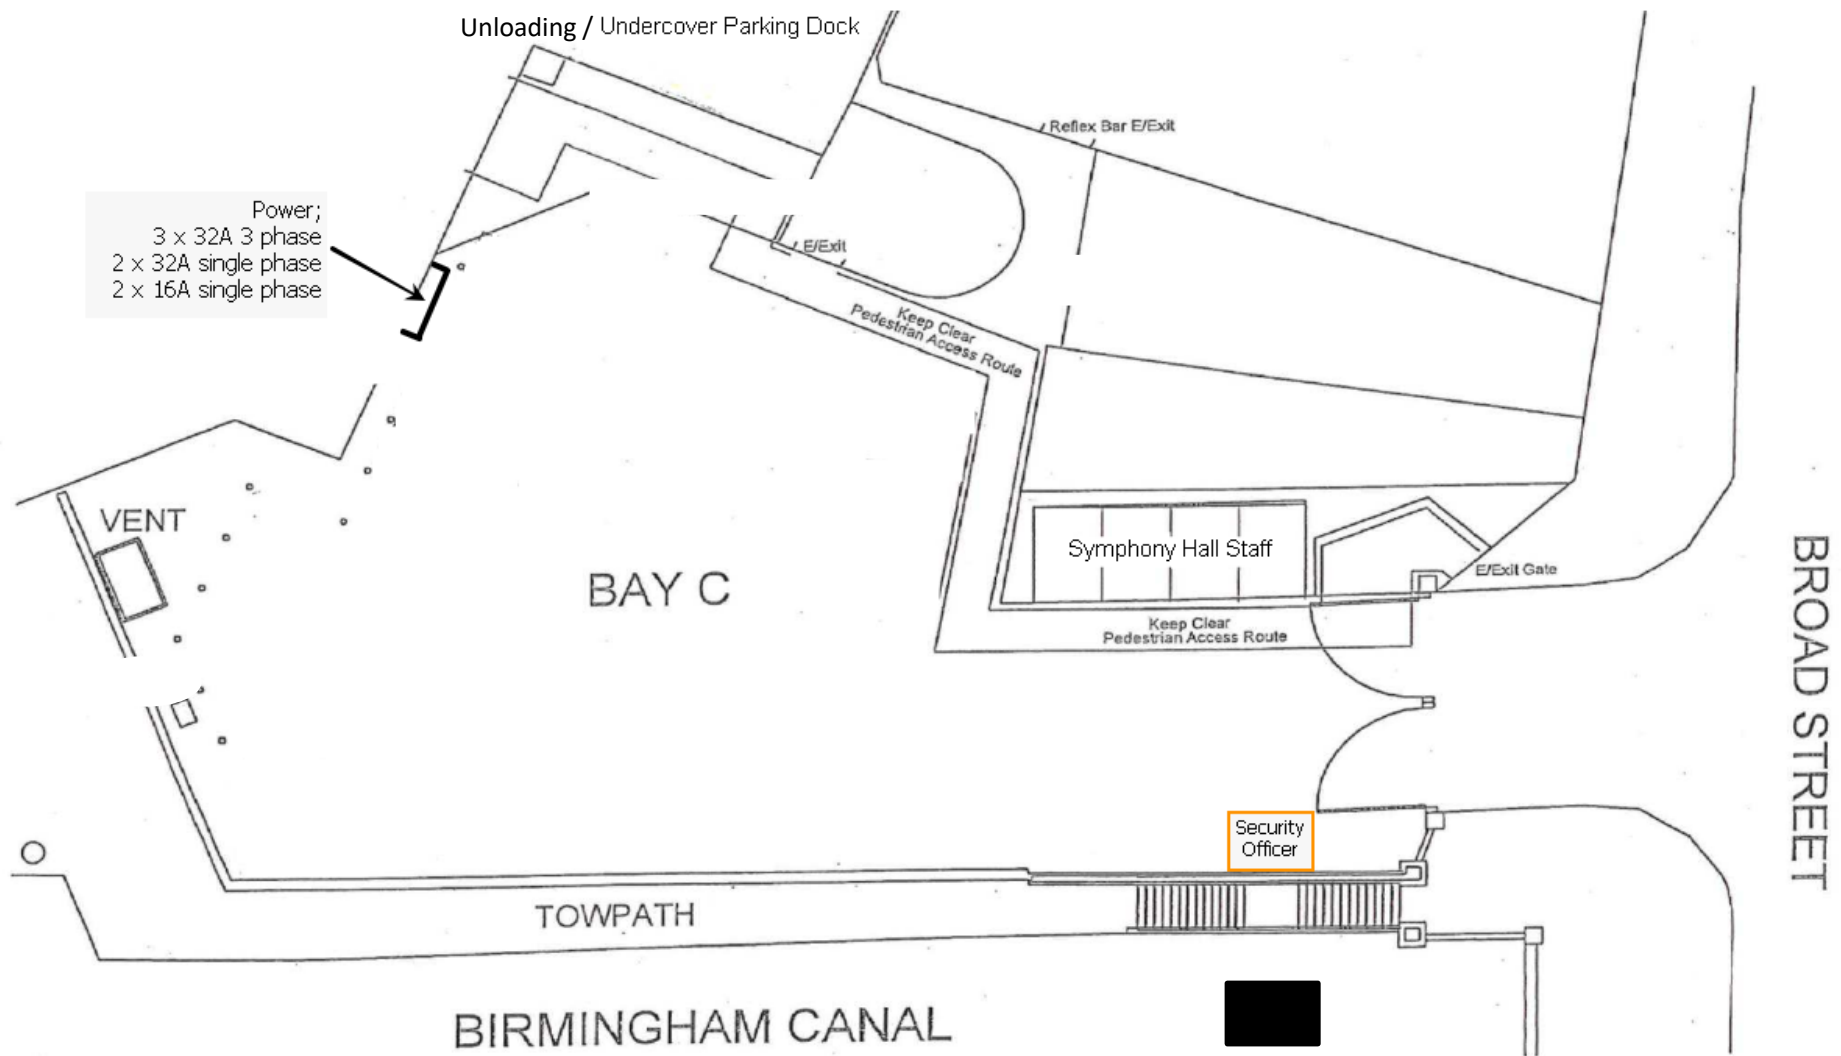 Unloading / Undercover Parking Dock
Reflex Bar E/Exit
Power;
3 x 32A 3 phase
2 x 32A single phase
2 x 16A single phase
E/Exit
Keep Clear
Pedestrian Access Route
VENT
Symphony Hall Staff
E/Exit Gate
BAY C
Keep Clear
Pedestrian Access Route
BROAD STREET
Security
Officer
TOWPATH
BIRMINGHAM CANAL